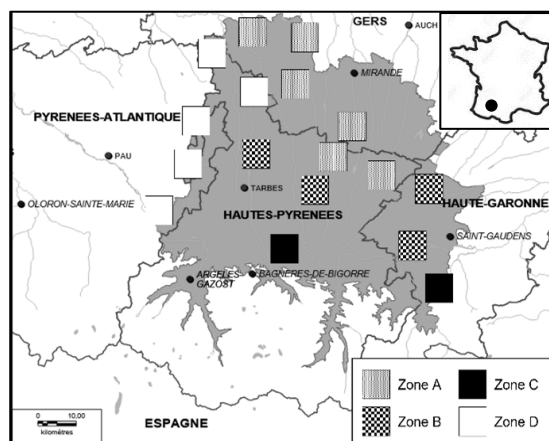 GERS
AUCH
MIRANDE
PYRENEES-ATLANTIQUE
PAU
TARBES
OLORON-SAINTE-MARIE
HAUTES-PYRENEES
HAUTE-GARONNE
SAINT-GAUDENS
ARGELES-
GAZOST
BAGNERES-DE-BIGORRE
Zone A
Zone C
Zone B
Zone D
0
10,00
kilomètres
ESPAGNE